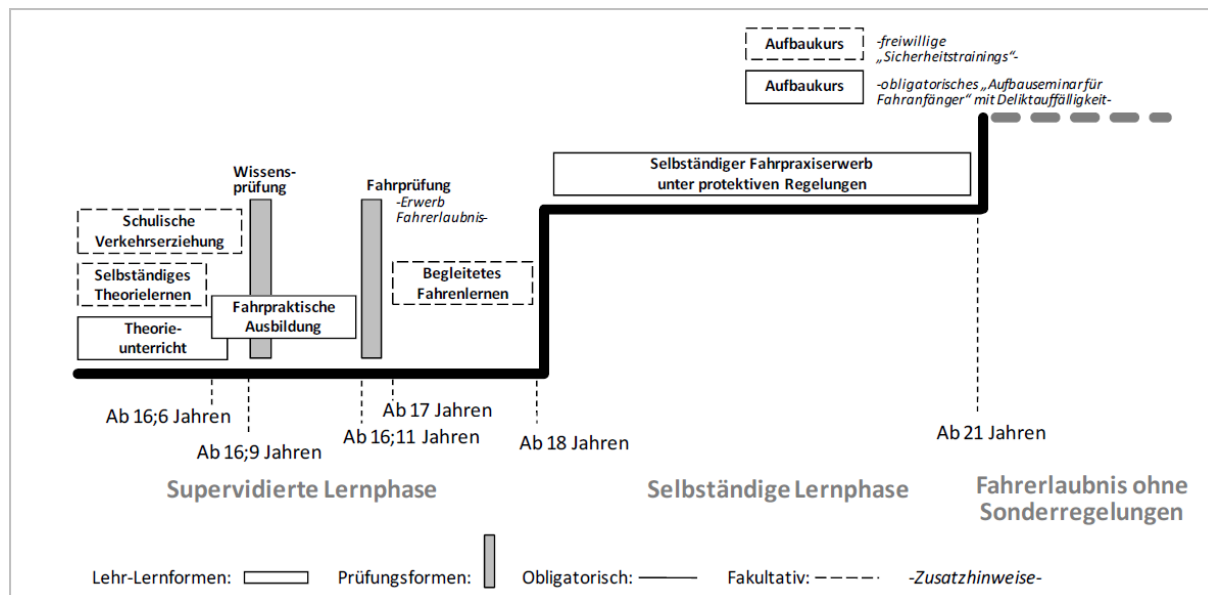 Aufbaukurs
-freiwillige
„Sicherheitstrainings"-
Aufbaukurs
-obligatorisches „Aufbauseminar für
Fahranfänger" mit Deliktauffälligkeit-
Selbständiger Fahrpraxiserwerb
unter protektiven Regelungen
Wissens-
prüfung
Fahrprüfung
-Erwerb
Fahrerlaubnis-
Schulische
Verkehrserziehung
Selbständiges
Theorielernen
Theorie-
unterricht
Fahrpraktische
Ausbildung
Begleitetes
Fahrenlernen
Ab 16;6 Jahren
Ab 16;9 Jahren
Ab 16;11 Jahren
Ab 17 Jahren
Ab 18 Jahren
Ab 21 Jahren
Supervidierte Lernphase
Selbständige Lernphase
Fahrerlaubnis ohne
Sonderregelungen
Lehr-Lernformen:
Prüfungsformen:
Obligatorisch:
Fakultativ:
-Zusatzhinweise-